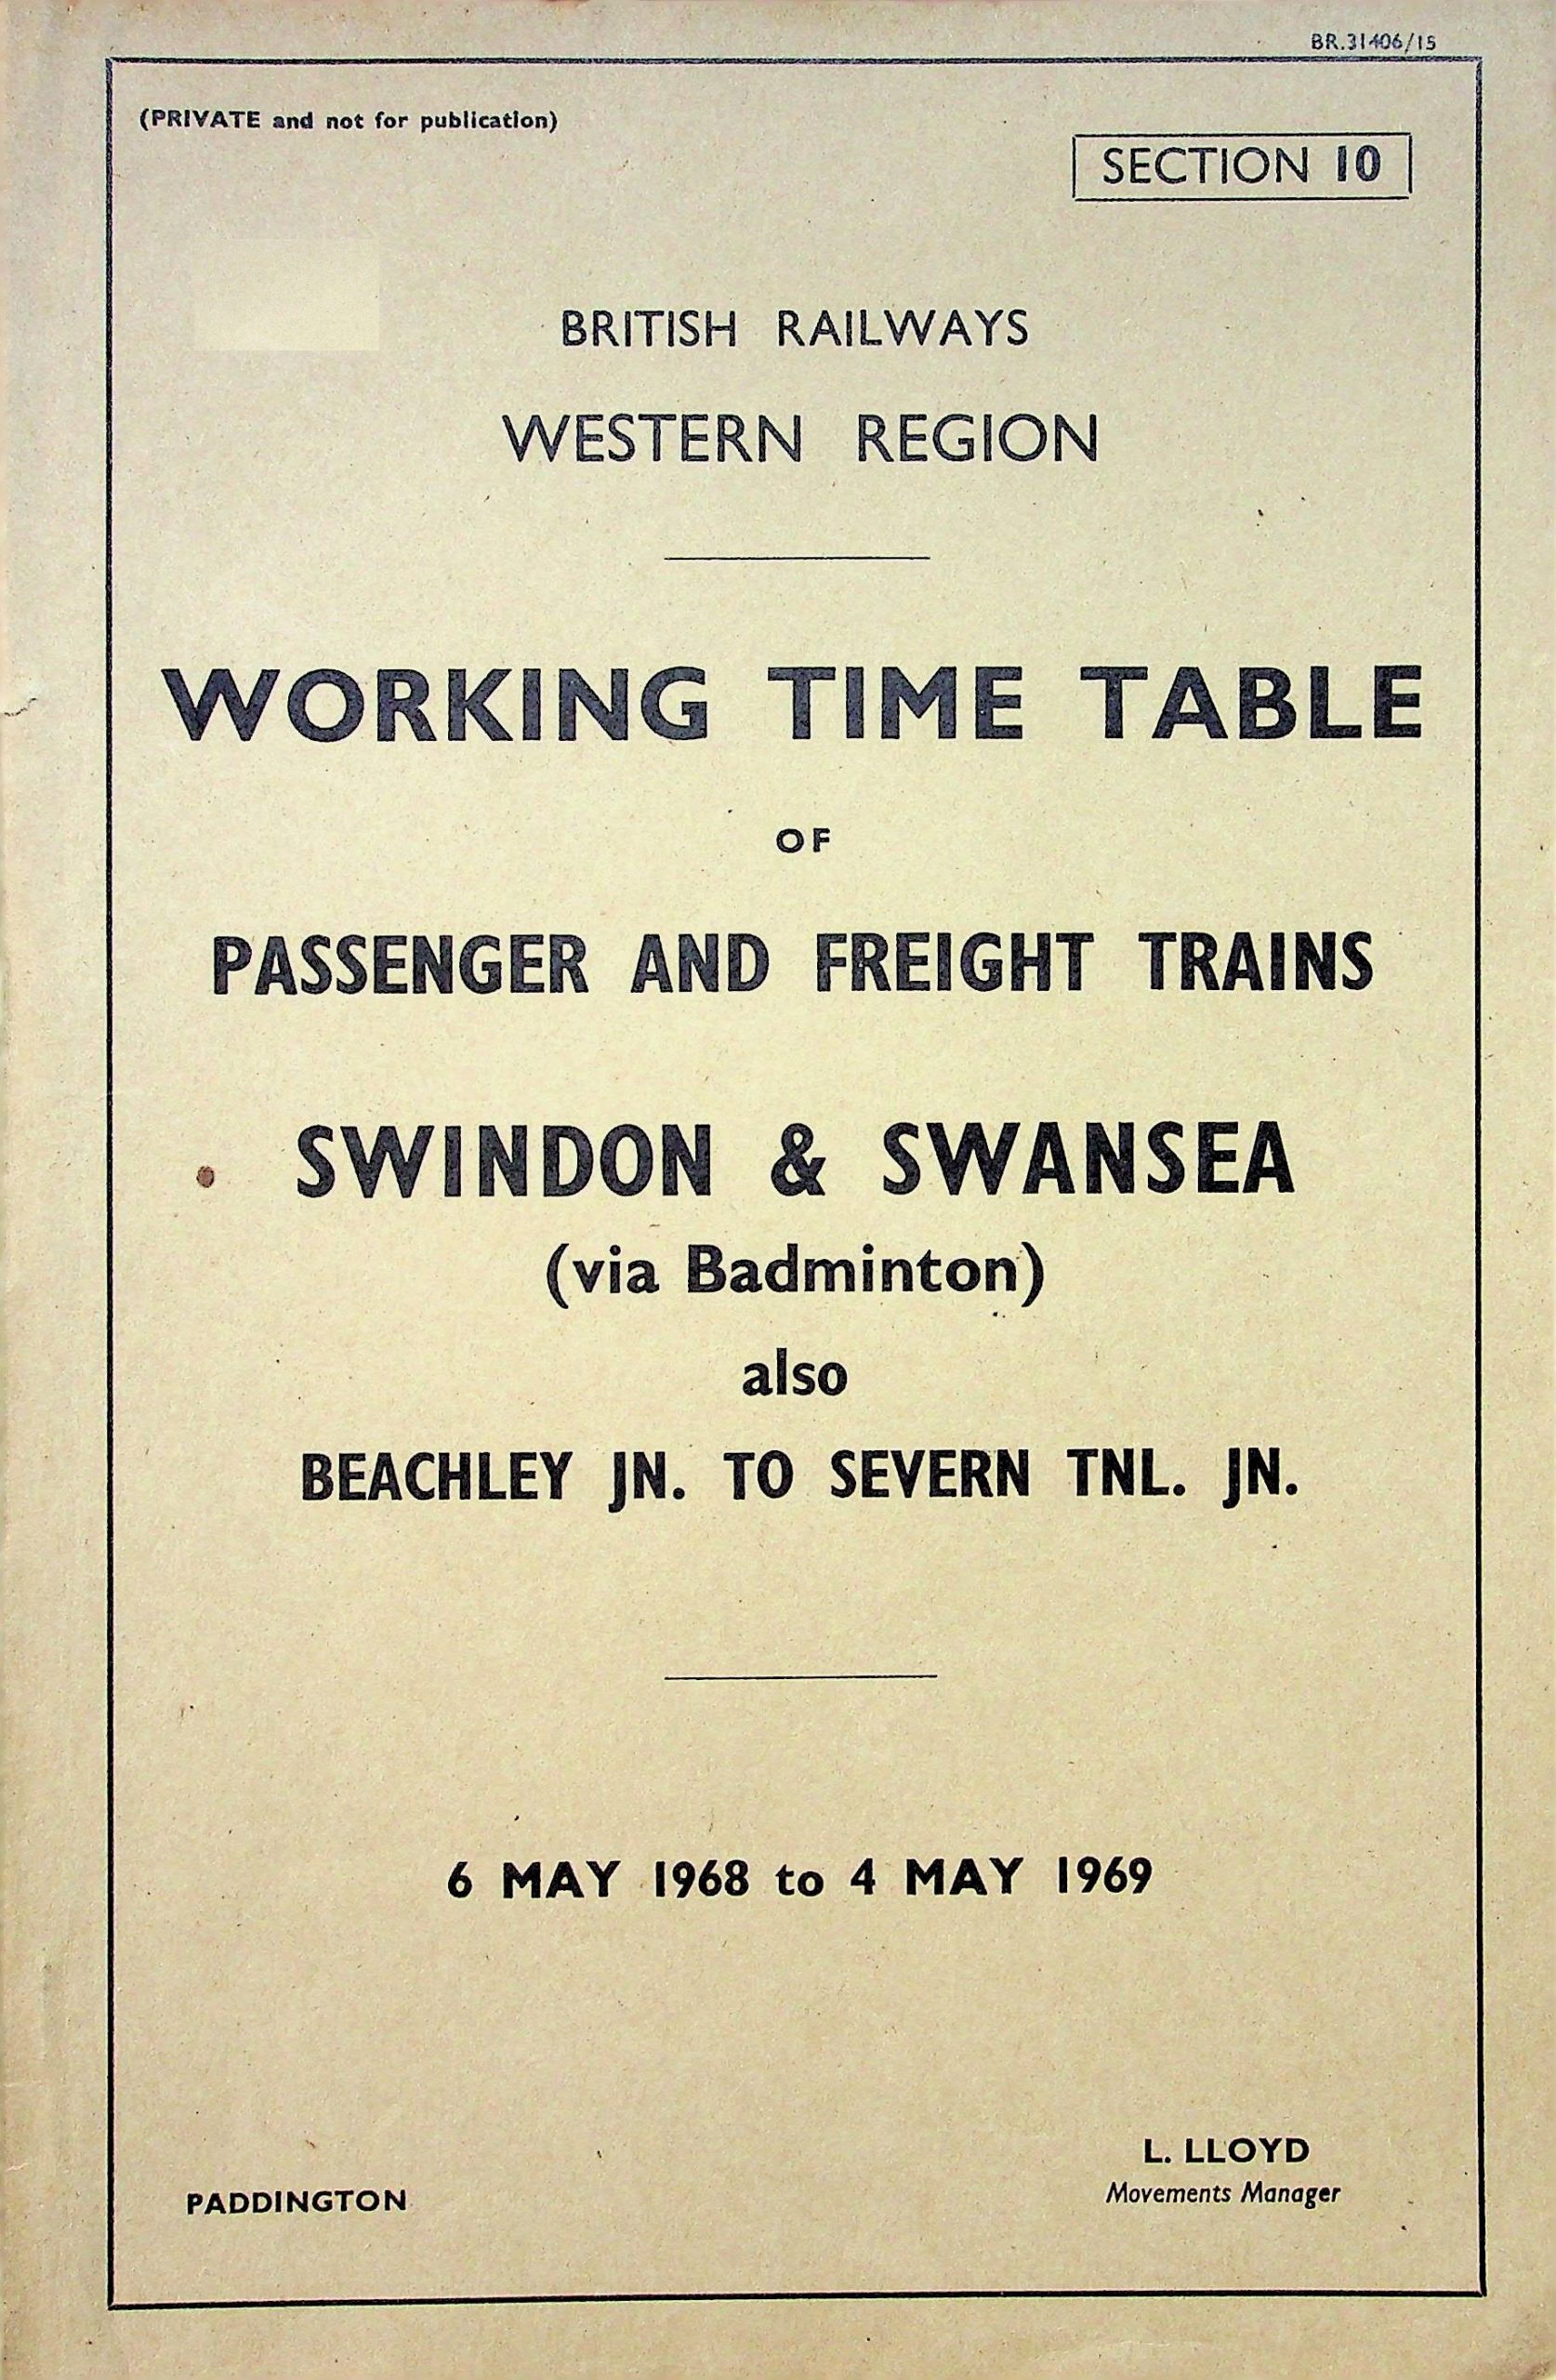 BR.31406/15
(PRIVATE and not for publication)
SECTION 10
BRITISH RAILWAYS
WESTERN REGION
WORKING TIME TABLE
OF
PASSENGER AND FREIGHT TRAINS
SWINDON & SWANSEA
(via Badminton)
also
BEACHLEY JN. TO SEVERN TNL. JN.
6 MAY 1968 to 4 MAY 1969
L. LLOYD
Movements Manager
PADDINGTON